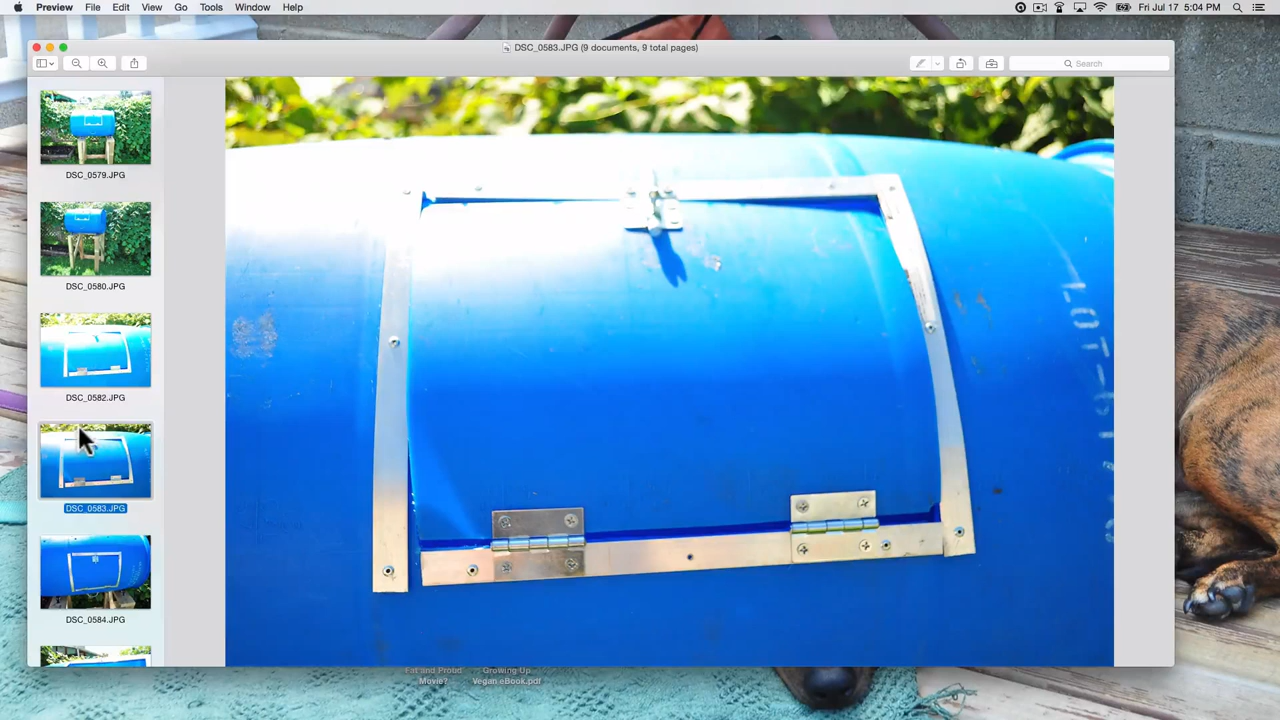 Preview File Edit View Go Tools Window Help Fri Jul 17 5:04 PM
DSC_0583.JPG (9 documents, 9 total pages)
Search
DSC_0579.JPG
DSC_0580.JPG
DSC_0582.JPG
DSC_0583.JPG
DSC_0584.JPG
LOT
Fat and Proud
Movie?
Growing Up
Vegan eBook.pdf